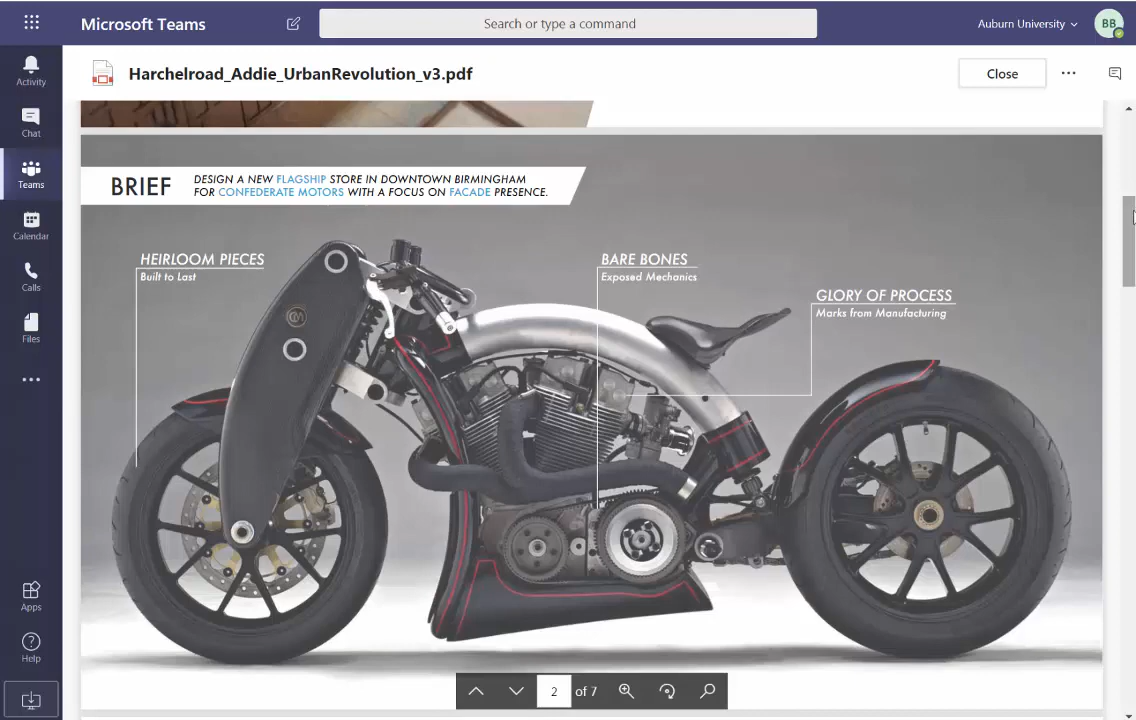 Microsoft Teams
Search or type a command
Auburn University
BB
Activity
Chat
Teams
Calendar
Calls
Files
Apps
Help
Harchelroad_Addie_UrbanRevolution_v3.pdf
Close
BRIEF
DESIGN A NEW FLAGSHIP STORE IN DOWNTOWN BIRMINGHAM
FOR CONFEDERATE MOTORS WITH A FOCUS ON FACADE PRESENCE.
HEIRLOOM PIECES
Built to Last
BARE BONES
Exposed Mechanics
GLORY OF PROCESS
Marks from Manufacturing
2 of 7